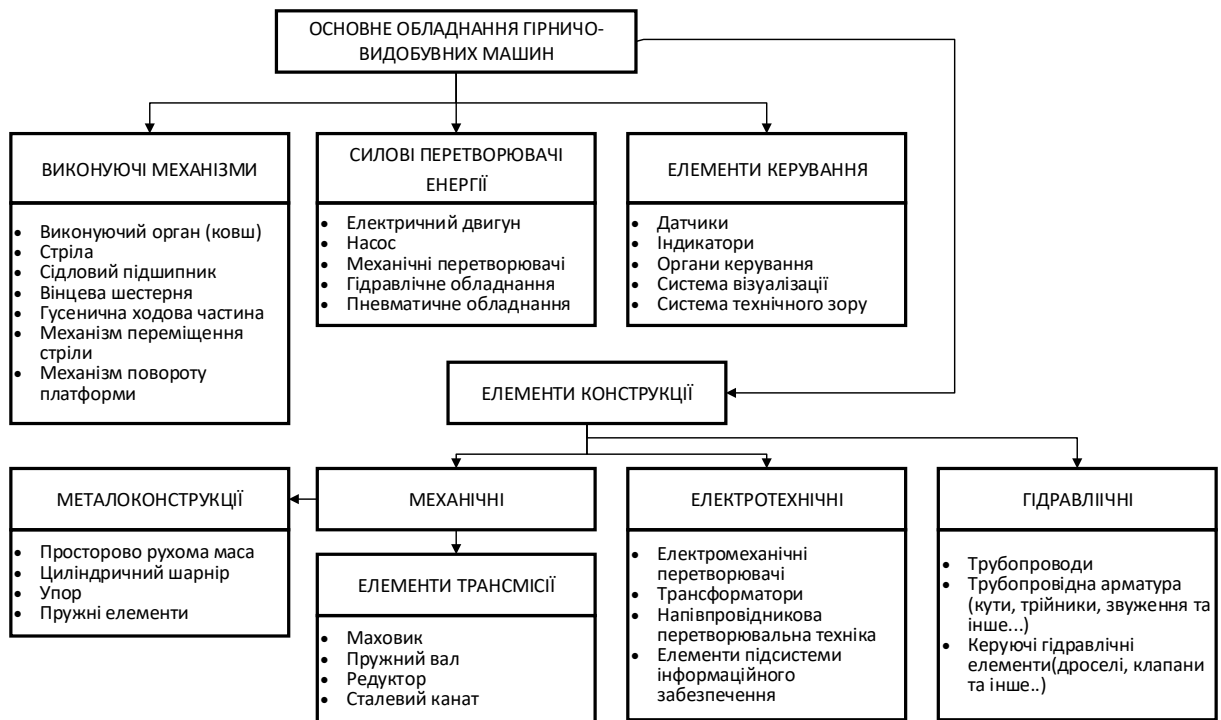 ОСНОВНЕ ОБЛАДНАННЯ ГІРНИЧО-
ВИДОБУВНИХ МАШИН
ВИКОНУЮЧІ МЕХАНІЗМИ
• Виконуючий орган (ковш)
• Стріла
• Сідловий підшипник
• Вінцева шестерня
• Гусенична ходова частина
• Механізм переміщення
стріли
• Механізм повороту
платформи
СИЛОВІ ПЕРЕТВОРЮВАЧІ
ЕНЕРГІЇ
• Електричний двигун
• Насос
• Механічні перетворювачі
• Гідравлічне обладнання
• Пневматичне обладнання
ЕЛЕМЕНТИ КЕРУВАННЯ
• Датчики
• Індикатори
• Органи керування
• Система візуалізації
• Система технічного зору
ЕЛЕМЕНТИ КОНСТРУКЦІЇ
МЕТАЛОКОНСТРУКЦІЇ
• Просторово рухома маса
• Циліндричний шарнір
• Упор
• Пружні елементи
МЕХАНІЧНІ
ЕЛЕМЕНТИ ТРАНСМІСІЇ
• Маховик
• Пружний вал
• Редуктор
• Сталевий канат
ЕЛЕКТРОТЕХНІЧНІ
• Електромеханічні
перетворювачі
• Трансформатори
• Напівпровідникова
перетворювальна техніка
• Елементи підсистеми
інформаційного
забезпечення
ГІДРАВЛІІЧНІ
• Трубопроводи
• Трубопровідна арматура
(кути, трійники, звуження та
інше...)
• Керуючі гідравлічні
елементи(дроселі, клапани
та інше..)